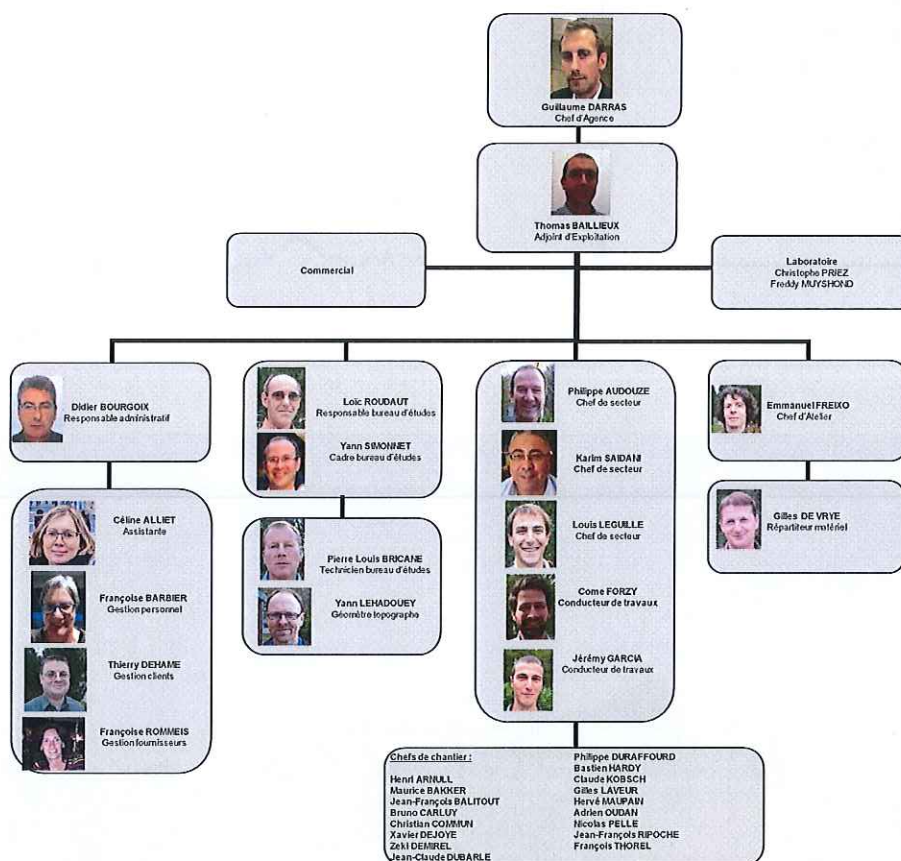 Guillaume DARRAS
Chef d'Agence
Thomas BAILLIEUX
Adjoint d'Exploitation
Commercial
Laboratoire
Christophe PRIEZ
Freddy MUYSHOND
Didier BOURGOIX
Responsable administratif
Céline ALLIET
Assistante
Françoise BARBIER
Gestion personnel
Thierry DEHAME
Gestion clients
Françoise ROMMEIS
Gestion fournisseurs
Loïc ROUDAUT
Responsable bureau d'études
Yann SIMONNET
Cadre bureau d'études
Pierre Louis BRICANE
Technicien bureau d'études
Yann LEHADOUEY
Géomètre topographe
Philippe AUDOUZE
Chef de secteur
Karim SAIDANI
Chef de secteur
Louis LEGUILLE
Chef de secteur
Come FORZY
Conducteur de travaux
Jérémy GARCIA
Conducteur de travaux
Emmanuel FREIXO
Chef d'Atelier
Gilles DE VRYE
Répartiteur matériel
Chefs de chantier :
Henri ARNULL
Maurice BAKKER
Jean-François BALITOUT
Bruno CARLUY
Christian COMMUN
Xavier DEJOYE
Zeki DEMIREL
Jean-Claude DUBARLE
Philippe DURAFFOURD
Bastien HARDY
Claude KOBSCH
Gilles LAVEUR
Hervé MAUPAIN
Adrien OUDAN
Nicolas PELLE
Jean-François RIPOCHE
François THOREL